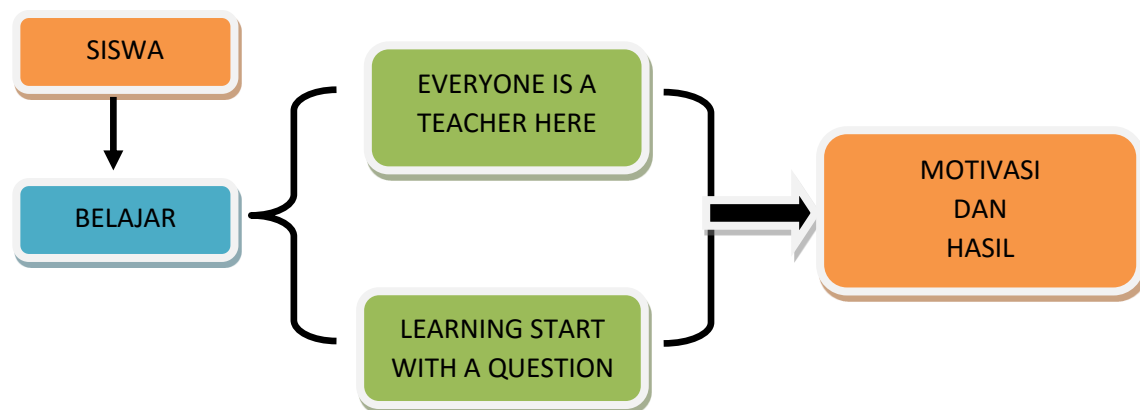 SISWA
BELAJAR
EVERYONE IS A
TEACHER HERE
LEARNING START
WITH A QUESTION
MOTIVASI
DAN
HASIL